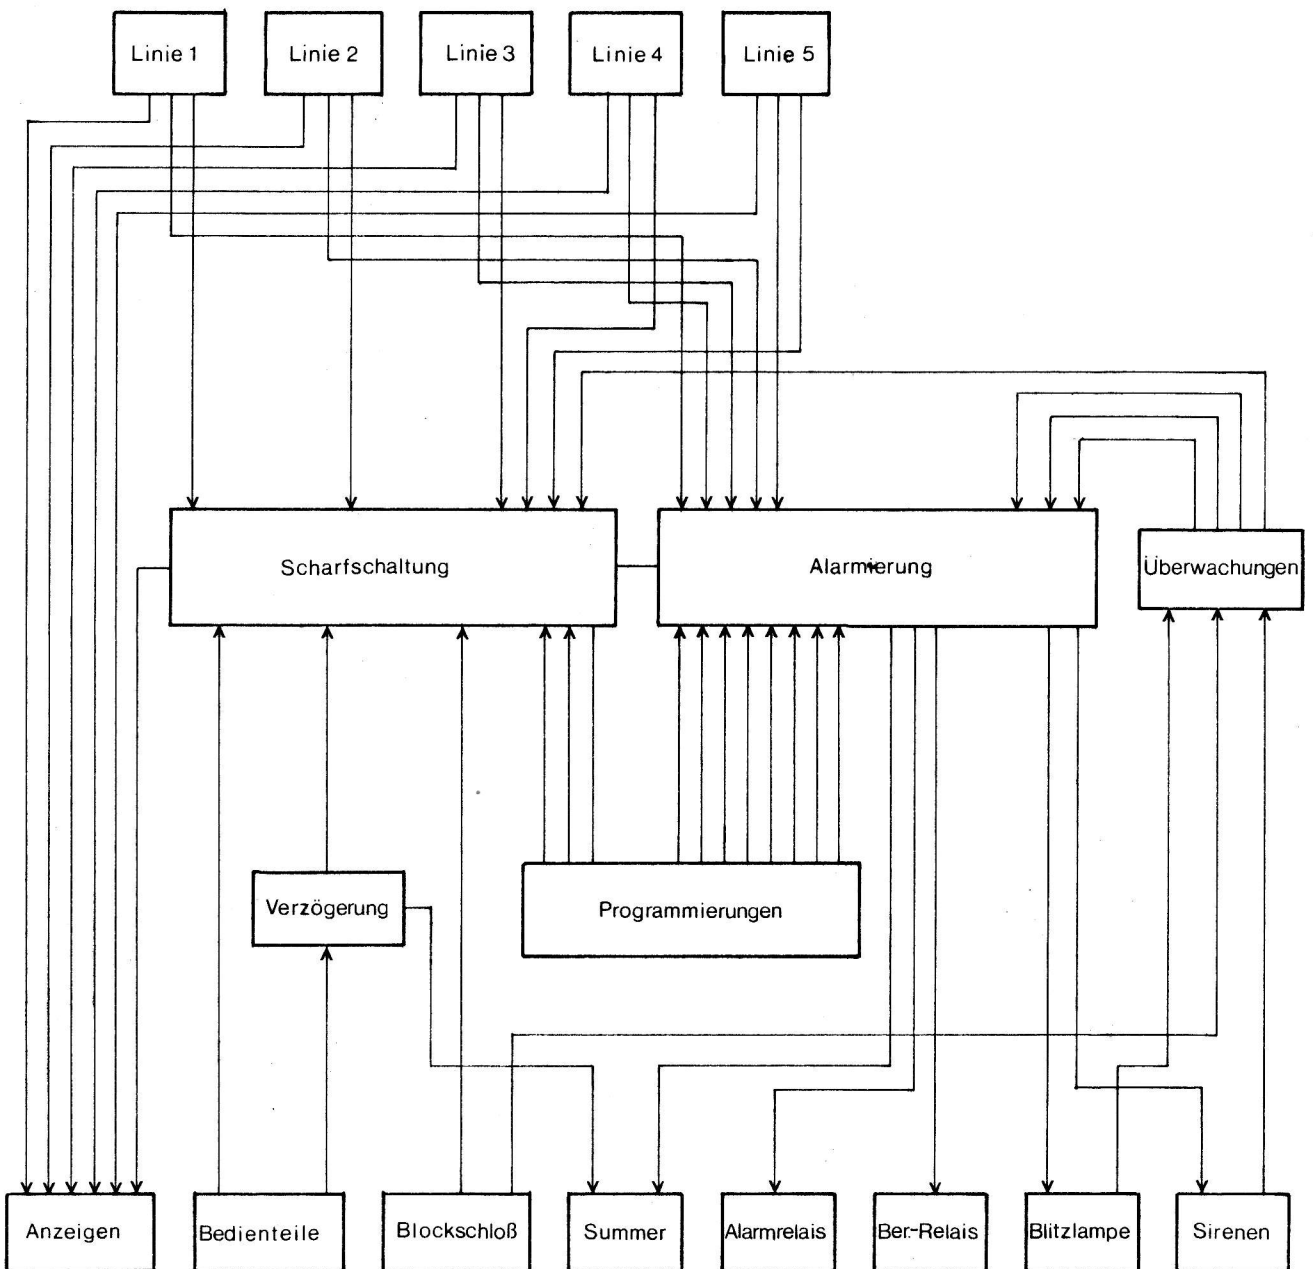 Linie 1
Linie 2
Linie 3
Linie 4
Linie 5
Scharfschaltung
Alarmierung
Überwachungen
Verzögerung
Programmierungen
Anzeigen
Bedienteile
Blockschloß
Summer
Alarmrelais
Ber.-Relais
Blitzlampe
Sirenen